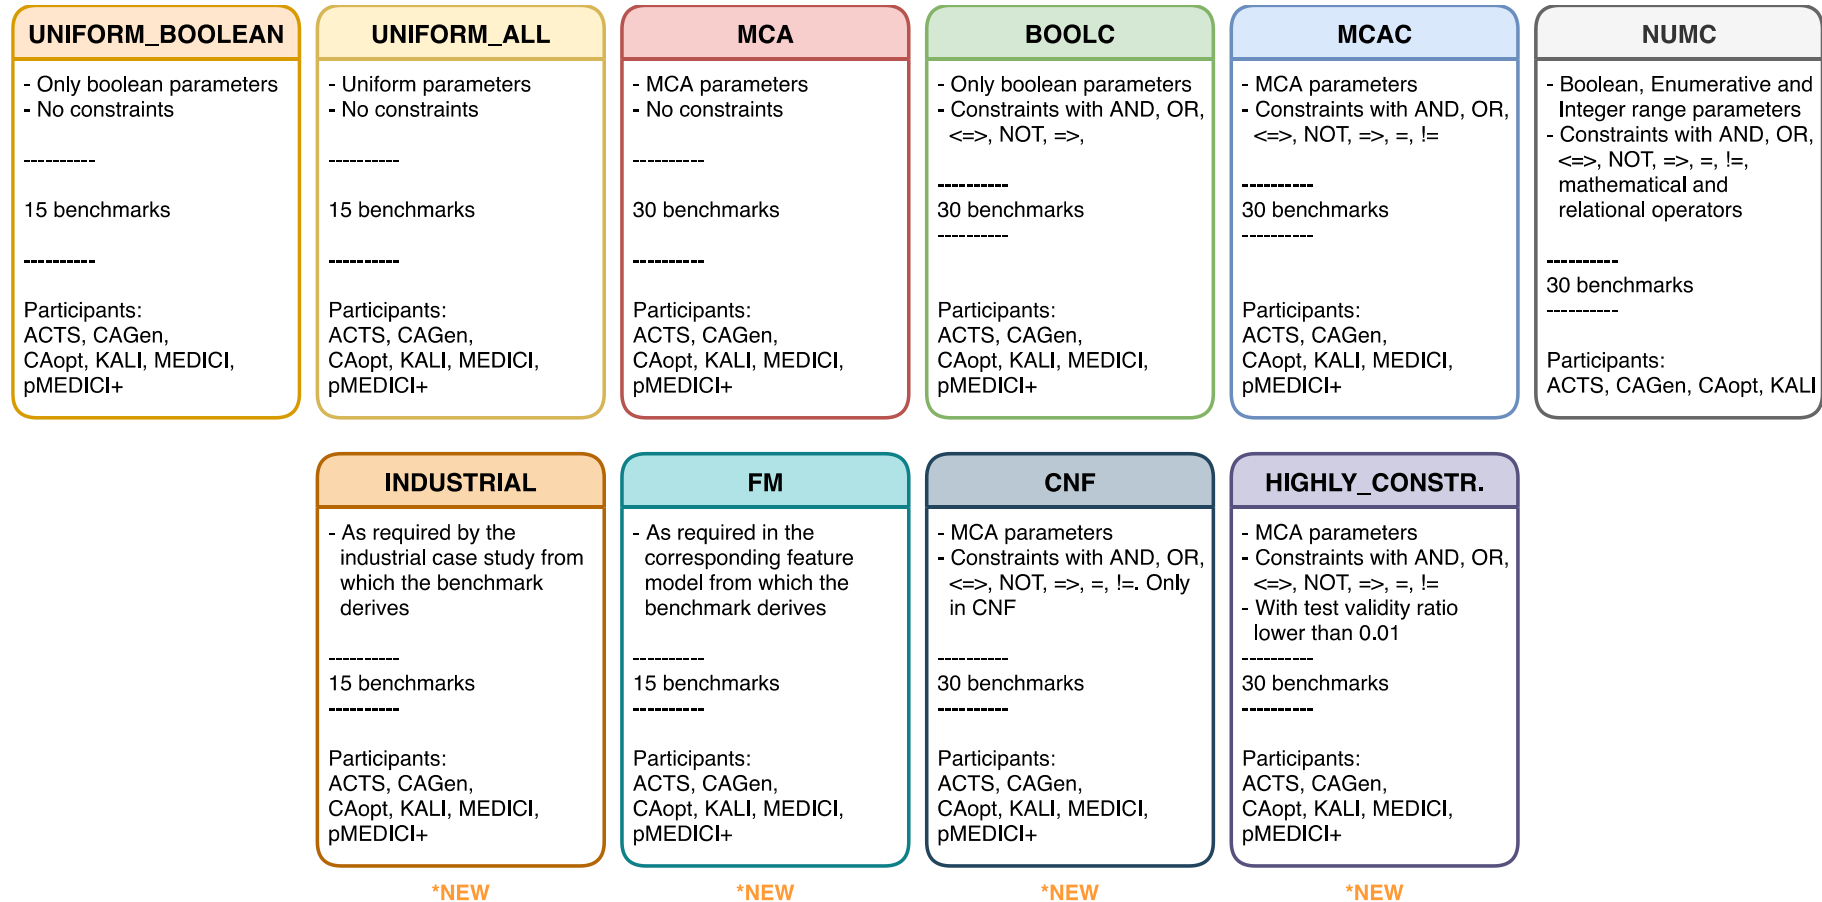 UNIFORM_BOOLEAN
- Only boolean parameters
- No constraints
----------
15 benchmarks
----------
Participants:
ACTS, CAGen,
CAopt, KALI, MEDICI,
pMEDICI+
UNIFORM_ALL
- Uniform parameters
- No constraints
----------
15 benchmarks
----------
Participants:
ACTS, CAGen,
CAopt, KALI, MEDICI,
pMEDICI+
MCA
- MCA parameters
- No constraints
----------
30 benchmarks
----------
Participants:
ACTS, CAGen,
CAopt, KALI, MEDICI,
pMEDICI+
BOOLC
- Only boolean parameters
- Constraints with AND, OR,
<=>, NOT, =>,
----------
30 benchmarks
----------
Participants:
ACTS, CAGen,
CAopt, KALI, MEDICI,
pMEDICI+
MCAC
- MCA parameters
- Constraints with AND, OR,
<=>, NOT, =>, =, !=
----------
30 benchmarks
----------
Participants:
ACTS, CAGen,
CAopt, KALI, MEDICI,
pMEDICI+
NUMC
- Boolean, Enumerative and
Integer range parameters
- Constraints with AND, OR,
<=>, NOT, =>, =, !=,
mathematical and
relational operators
----------
30 benchmarks
----------
Participants:
ACTS, CAGen, CAopt, KALI
INDUSTRIAL
- As required by the
industrial case study from
which the benchmark
derives
----------
15 benchmarks
----------
Participants:
ACTS, CAGen,
CAopt, KALI, MEDICI,
pMEDICI+
*NEW
FM
- As required in the
corresponding feature
model from which the
benchmark derives
----------
15 benchmarks
----------
Participants:
ACTS, CAGen,
CAopt, KALI, MEDICI,
pMEDICI+
*NEW
CNF
- MCA parameters
- Constraints with AND, OR,
<=>, NOT, =>, =, !=. Only
in CNF
----------
30 benchmarks
----------
Participants:
ACTS, CAGen,
CAopt, KALI, MEDICI,
pMEDICI+
*NEW
HIGHLY_CONSTR.
- MCA parameters
- Constraints with AND, OR,
<=>, NOT, =>, =, !=
- With test validity ratio
lower than 0.01
----------
30 benchmarks
----------
Participants:
ACTS, CAGen,
CAopt, KALI, MEDICI,
pMEDICI+
*NEW